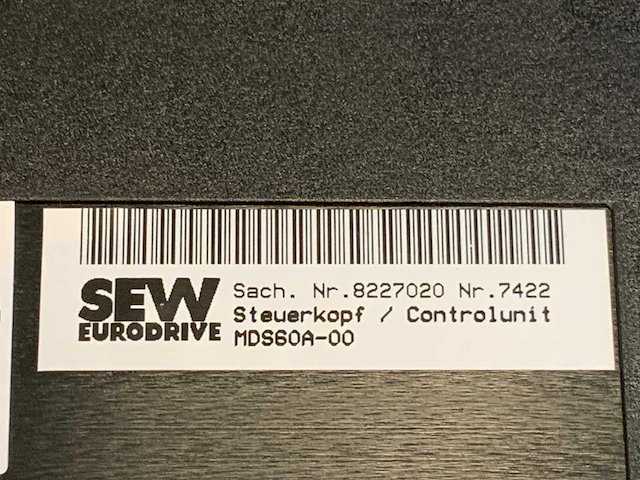 SEW
EURODRIVE
Sach. Nr.8227020 Nr.7422
Steuerkopf / Controlunit
MDS60A-00